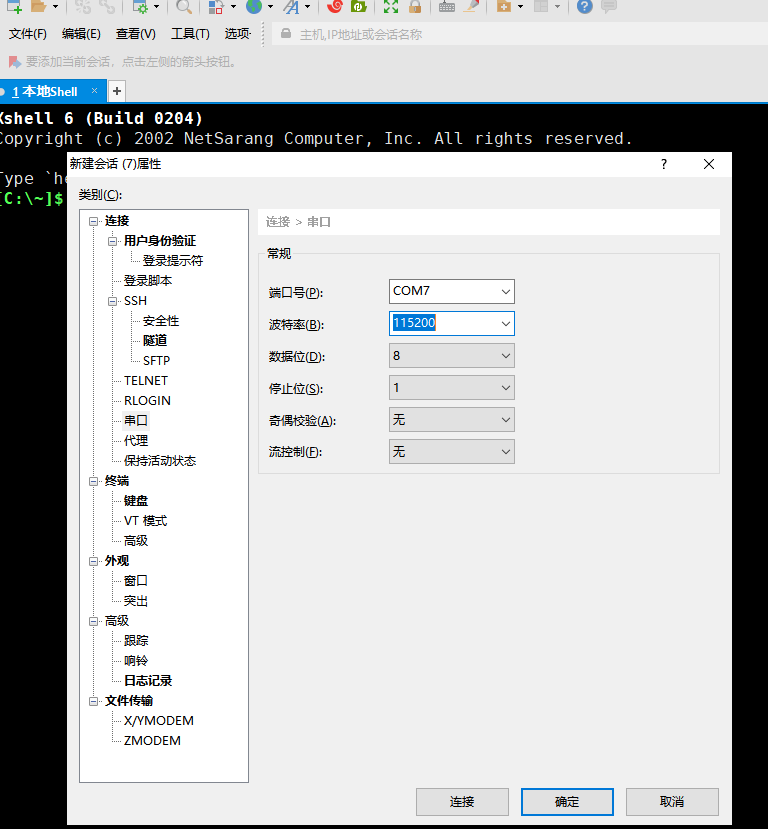 文件(F) 编辑(E) 查看(V) 工具(T) 选项
主机,IP地址或会话名称
要添加当前会话，点击左侧的箭头按钮。
1 本地Shell × +
Xshell 6 (Build 0204)
Copyright (c) 2002 NetSarang Computer, Inc. All rights reserved.
Type `he
[C:\~]$
新建会话 (7)属性 ?
类别(C):
连接
用户身份验证
登录提示符
登录脚本
SSH
安全性
隧道
SFTP
TELNET
RLOGIN
串口
代理
保持活动状态
终端
键盘
VT 模式
高级
外观
窗口
突出
高级
跟踪
响铃
日志记录
文件传输
X/YMODEM
ZMODEM
连接 > 串口
常规
端口号(P): COM7
波特率(B): 115200
数据位(D): 8
停止位(S): 1
奇偶校验(A): 无
流控制(F): 无
连接 确定 取消